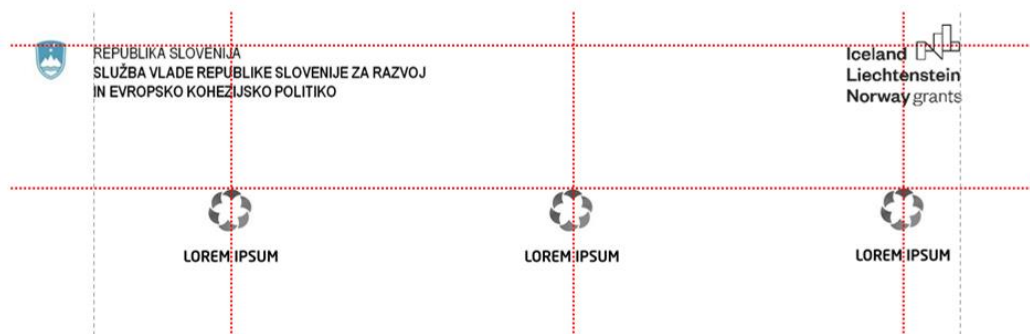 REPUBLIKA SLOVENIJA
SLUŽBA VLADE REPUBLIKE SLOVENIJE ZA RAZVOJ
IN EVROPSKO KOHEZIJSKO POLITIKO
Iceland
Liechtenstein
Norway grants
LOREM IPSUM
LOREM IPSUM
LOREM IPSUM